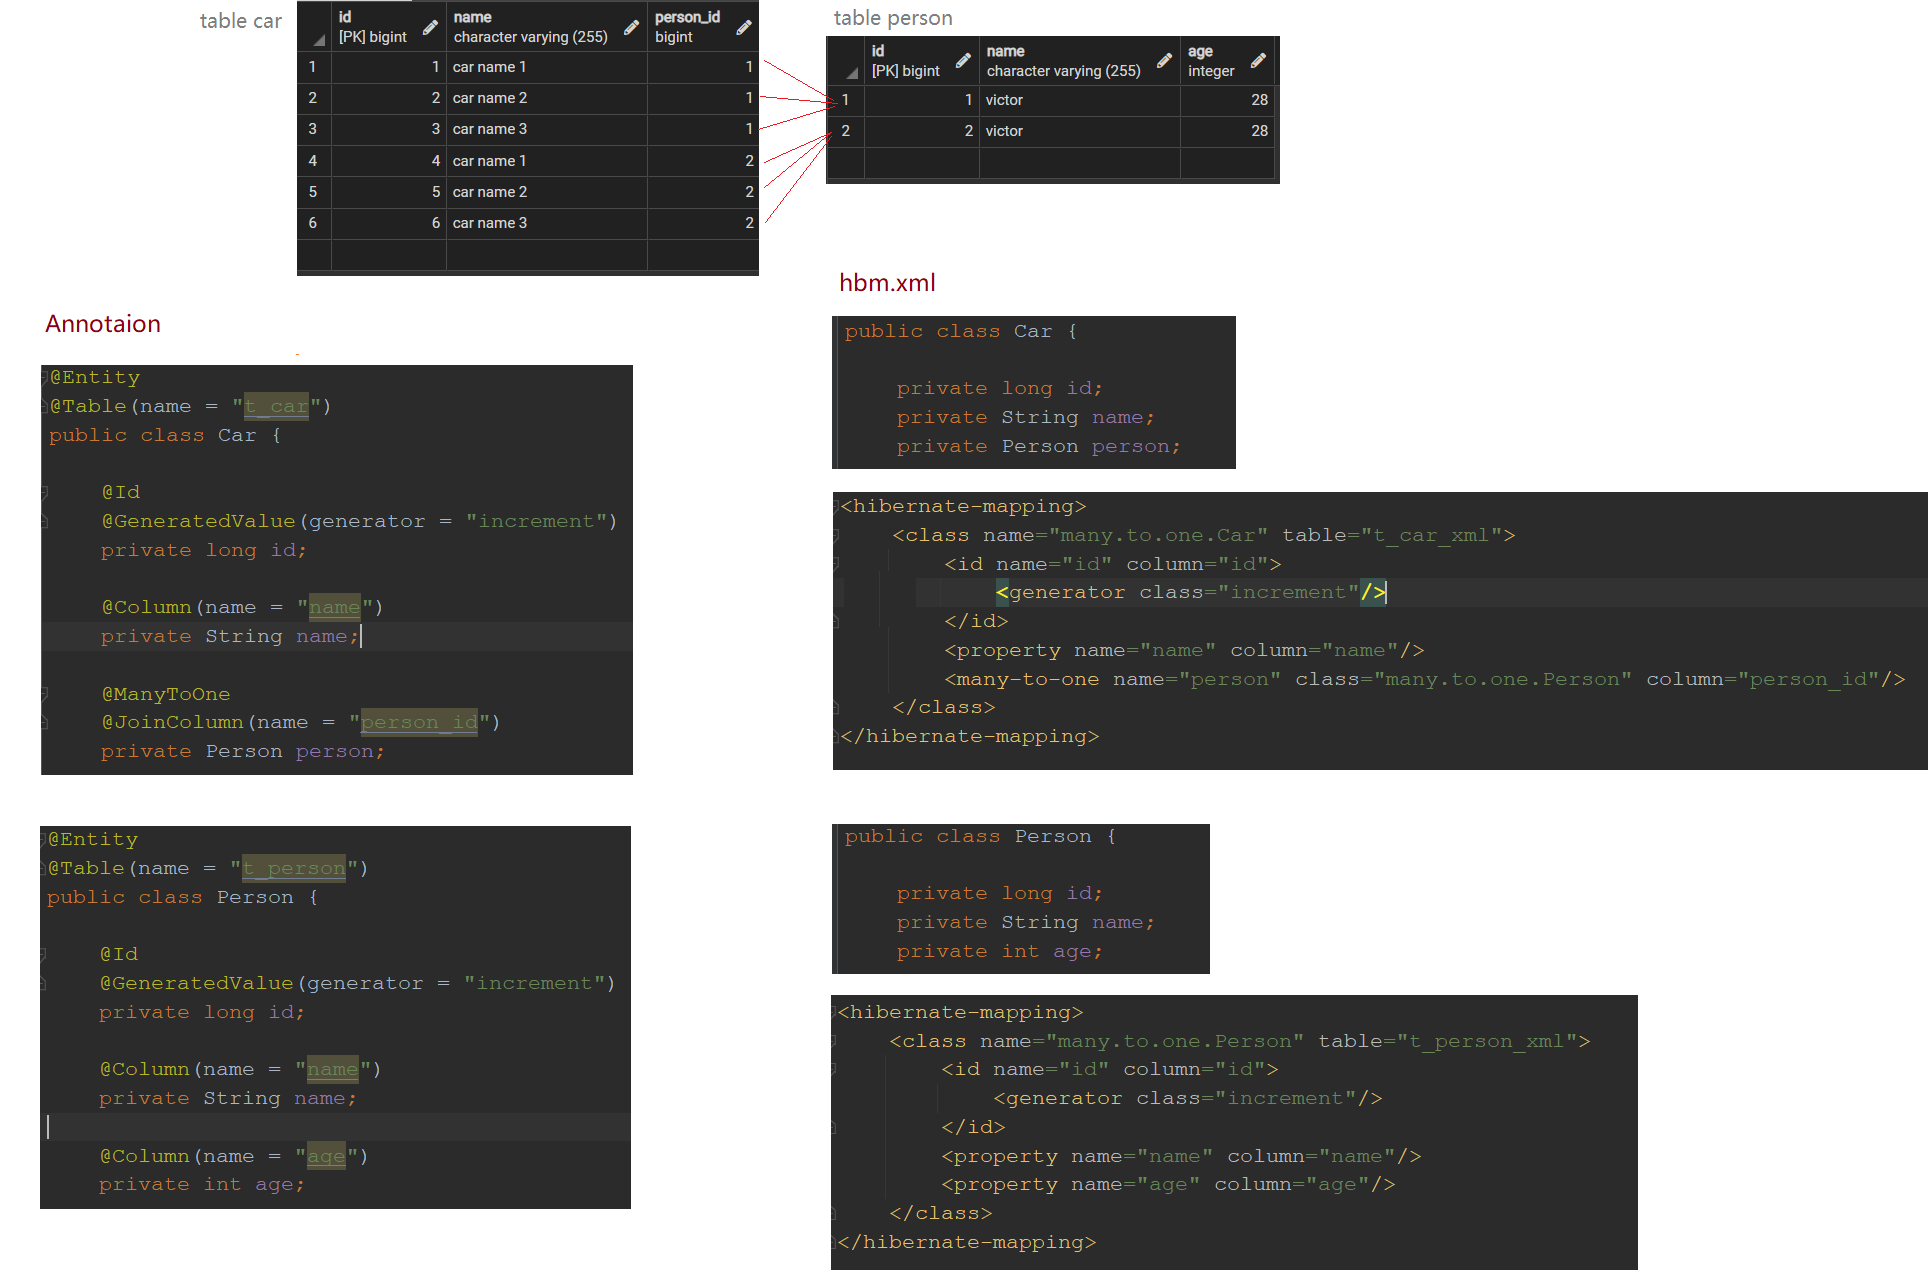 table car
id name person_id
[PK] bigint character varying (255) bigint
1 1 car name 1 1
2 2 car name 2 1
3 3 car name 3 1
4 4 car name 1 2
5 5 car name 2 2
6 6 car name 3 2
table person
id name age
[PK] bigint character varying (255) integer
1 1 victor 28
2 2 victor 28
Annotaion
@Entity
@Table(name = "t_car")
public class Car {
@Id
@GeneratedValue(generator = "increment")
private long id;
@Column(name = "name")
private String name;
@ManyToOne
@JoinColumn(name = "person_id")
private Person person;
@Entity
@Table(name = "t_person")
public class Person {
@Id
@GeneratedValue(generator = "increment")
private long id;
@Column(name = "name")
private String name;
@Column(name = "age")
private int age;
hbm.xml
public class Car {
private long id;
private String name;
private Person person;
<hibernate-mapping>
<class name="many.to.one.Car" table="t_car_xml">
<id name="id" column="id">
<generator class="increment"/>
</id>
<property name="name" column="name"/>
<many-to-one name="person" class="many.to.one.Person" column="person_id"/>
</class>
</hibernate-mapping>
public class Person {
private long id;
private String name;
private int age;
<hibernate-mapping>
<class name="many.to.one.Person" table="t_person_xml">
<id name="id" column="id">
<generator class="increment"/>
</id>
<property name="name" column="name"/>
<property name="age" column="age"/>
</class>
</hibernate-mapping>